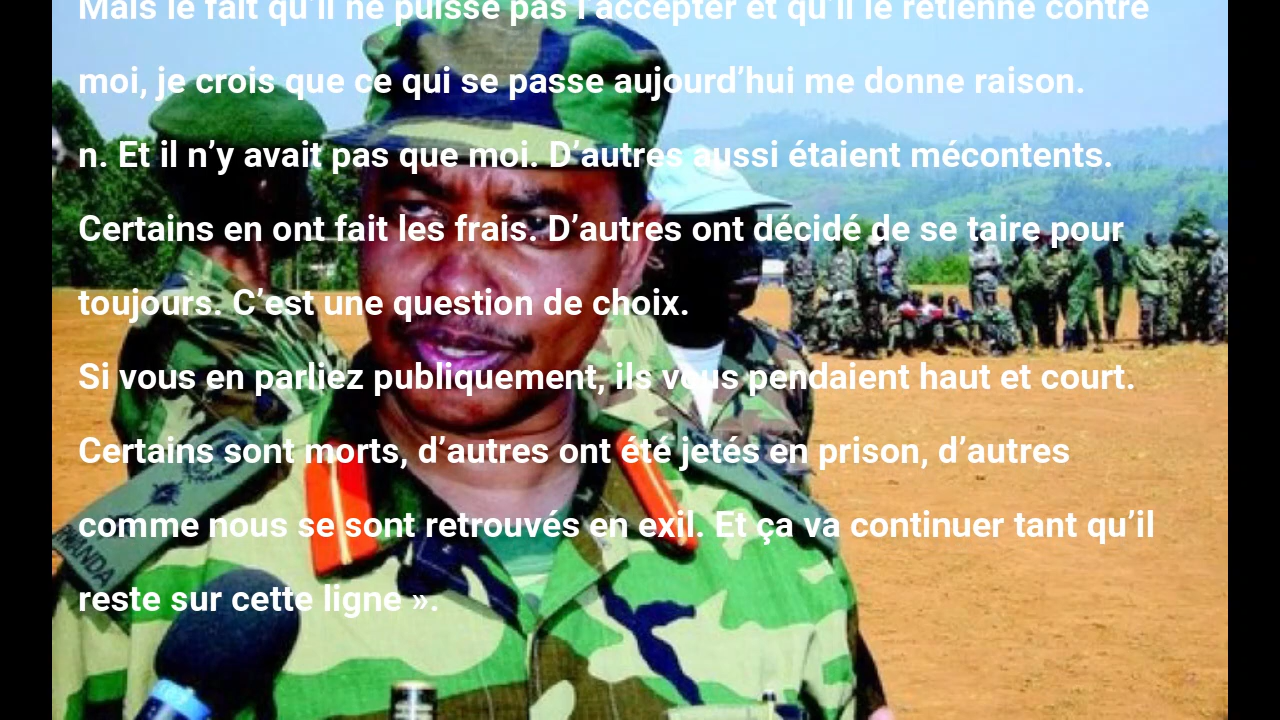 Mais le fait qu’il ne puisse pas l’accepter et qu’il le retienne contre
moi, je crois que ce qui se passe aujourd’hui me donne raison.
n. Et il n’y avait pas que moi. D’autres aussi étaient mécontents.
Certains en ont fait les frais. D’autres ont décidé de se taire pour
toujours. C’est une question de choix.
Si vous en parliez publiquement, ils vous pendaient haut et court.
Certains sont morts, d’autres ont été jetés en prison, d’autres
comme nous se sont retrouvés en exil. Et ça va continuer tant qu’il
RWANDA
reste sur cette ligne ».